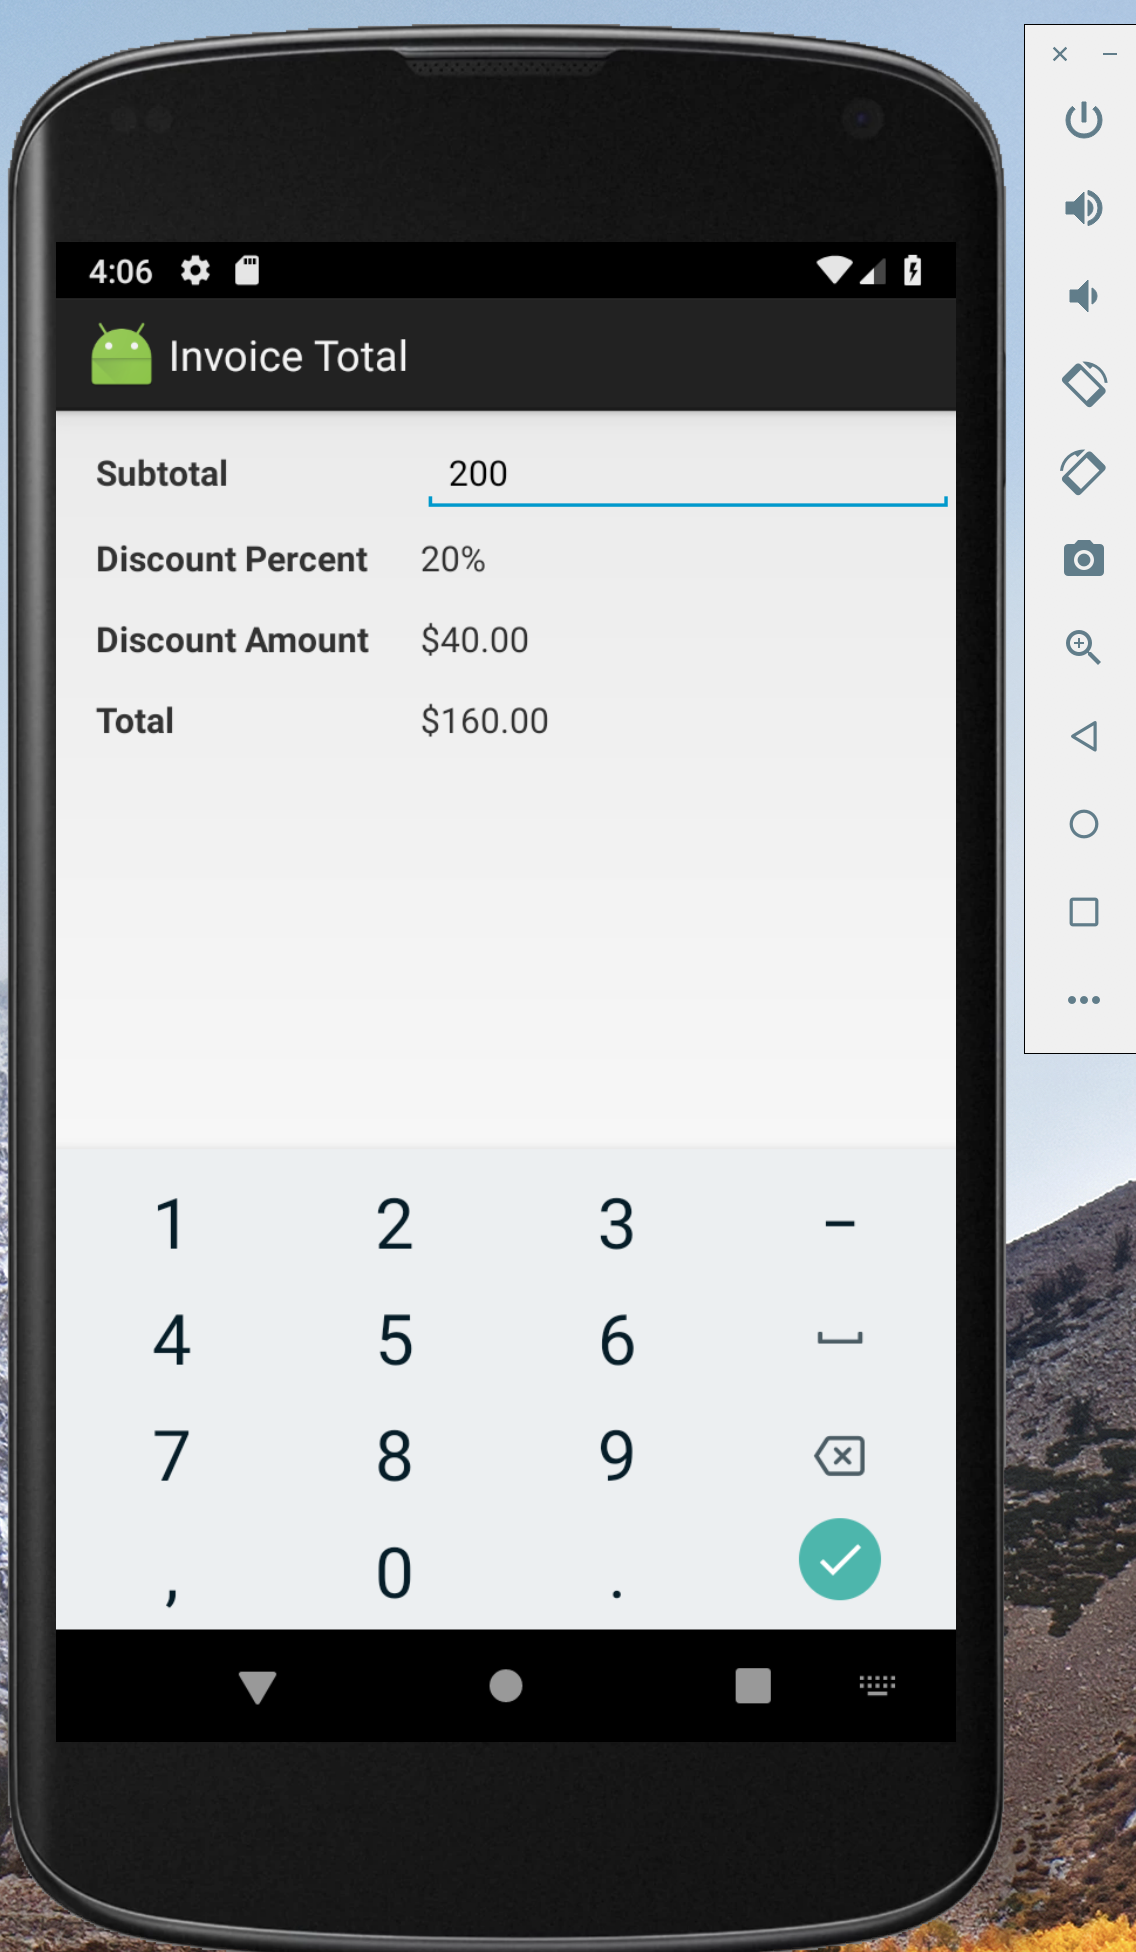 4:06
Invoice Total
Subtotal 200
Discount Percent 20%
Discount Amount $40.00
Total $160.00
1 2 3 –
4 5 6
7 8 9
, 0 .